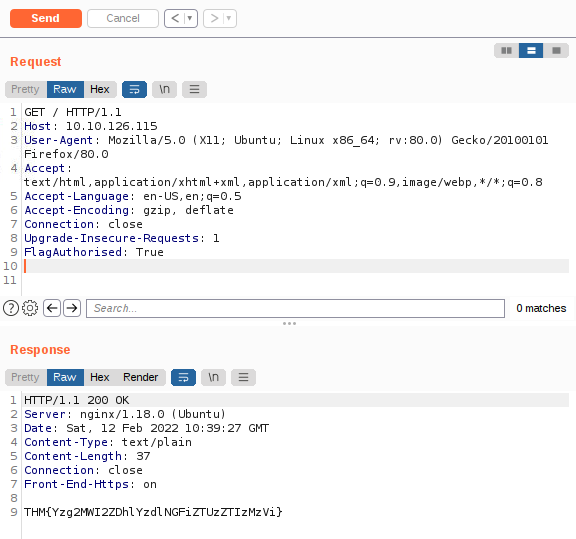 Send Cancel < >
Request
Pretty Raw Hex \n
1 GET / HTTP/1.1
2 Host: 10.10.126.115
3 User-Agent: Mozilla/5.0 (X11; Ubuntu; Linux x86_64; rv:80.0) Gecko/20100101
Firefox/80.0
4 Accept:
text/html,application/xhtml+xml,application/xml;q=0.9,image/webp,*/*;q=0.8
5 Accept-Language: en-US,en;q=0.5
6 Accept-Encoding: gzip, deflate
7 Connection: close
8 Upgrade-Insecure-Requests: 1
9 FlagAuthorised: True
10
11
Search... 0 matches
Response
Pretty Raw Hex Render \n
1 HTTP/1.1 200 OK
2 Server: nginx/1.18.0 (Ubuntu)
3 Date: Sat, 12 Feb 2022 10:39:27 GMT
4 Content-Type: text/plain
5 Content-Length: 37
6 Connection: close
7 Front-End-Https: on
8
9 THM{Yzg2MWI2ZDhlYzdlNGFiZTUzZTIzMzVi}